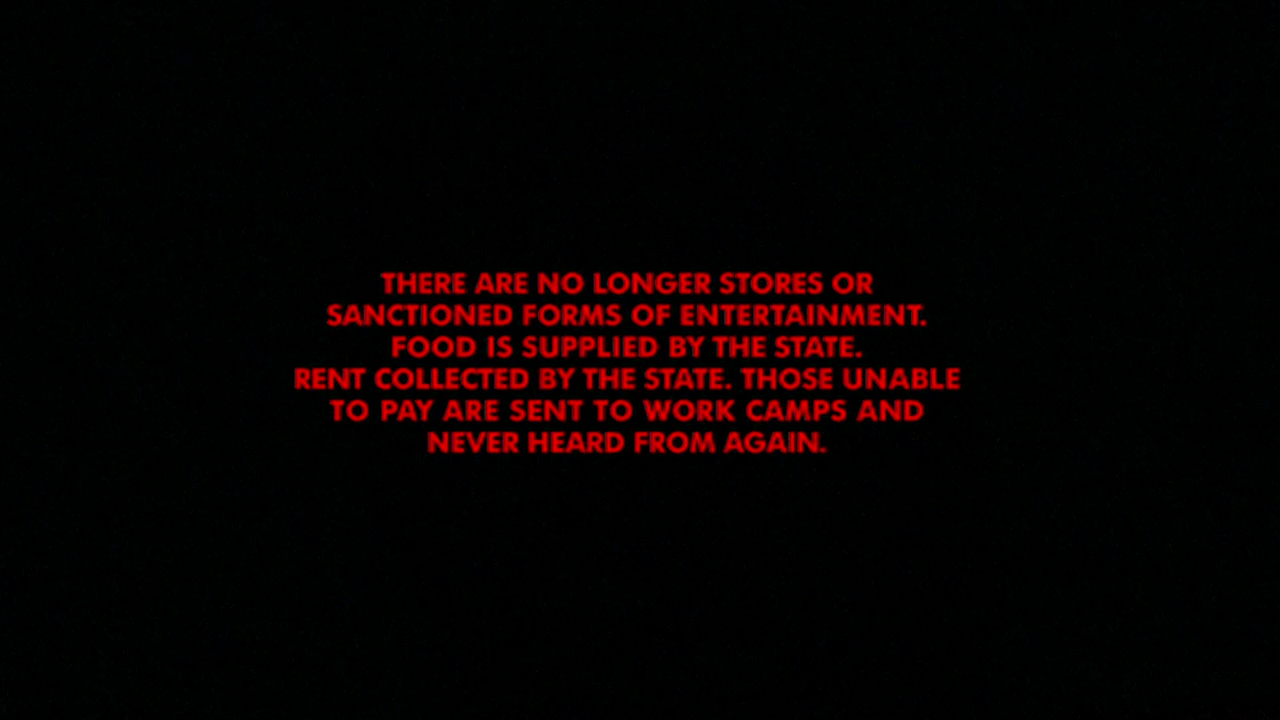 THERE ARE NO LONGER STORES OR
SANCTIONED FORMS OF ENTERTAINMENT.
FOOD IS SUPPLIED BY THE STATE.
RENT COLLECTED BY THE STATE. THOSE UNABLE
TO PAY ARE SENT TO WORK CAMPS AND
NEVER HEARD FROM AGAIN.